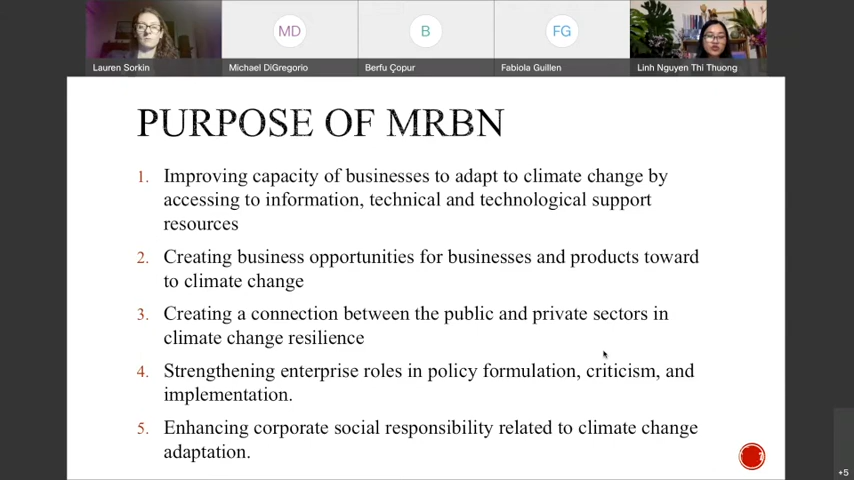 MD
B
FG
Lauren Sorkin
Michael DiGregorio
Berfu Çopur
Fabiola Guillen
Linh Nguyen Thi Thuong
PURPOSE OF MRBN
1. Improving capacity of businesses to adapt to climate change by
accessing to information, technical and technological support
resources
2. Creating business opportunities for businesses and products toward
to climate change
3. Creating a connection between the public and private sectors in
climate change resilience
4. Strengthening enterprise roles in policy formulation, criticism, and
implementation.
5. Enhancing corporate social responsibility related to climate change
adaptation.
+5